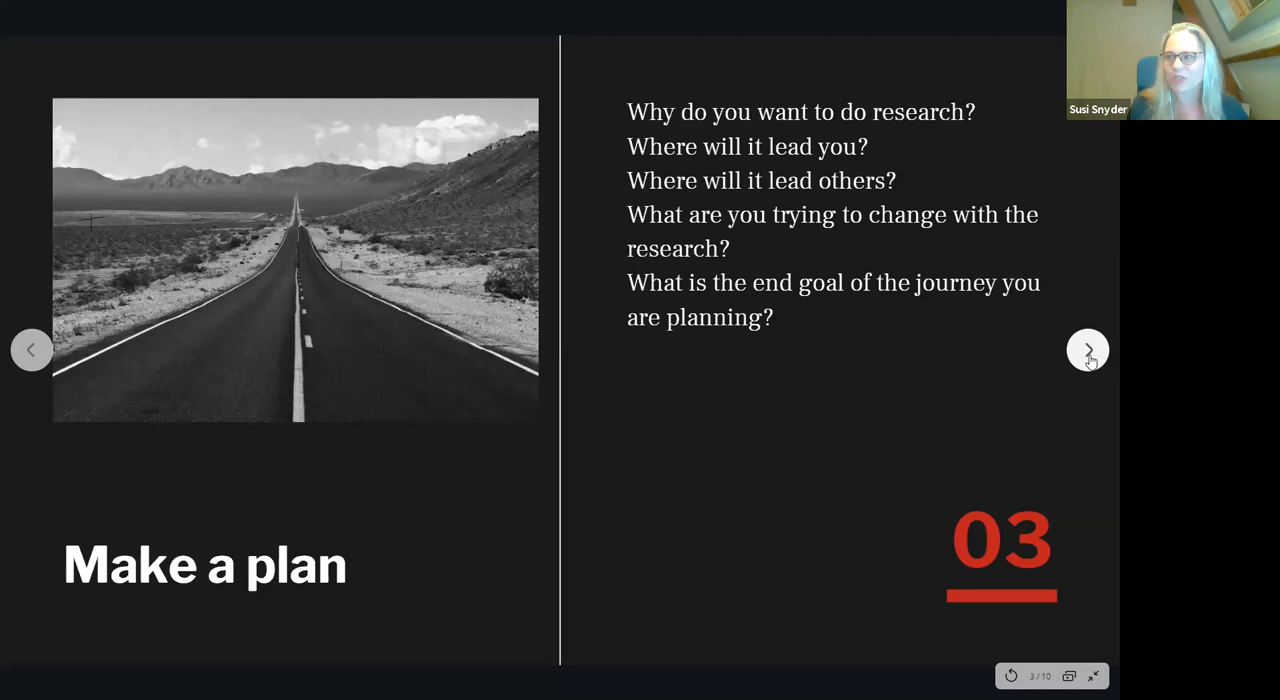 Susi Snyder
Why do you want to do research?
Where will it lead you?
Where will it lead others?
What are you trying to change with the
research?
What is the end goal of the journey you
are planning?
Make a plan
03
3 / 10